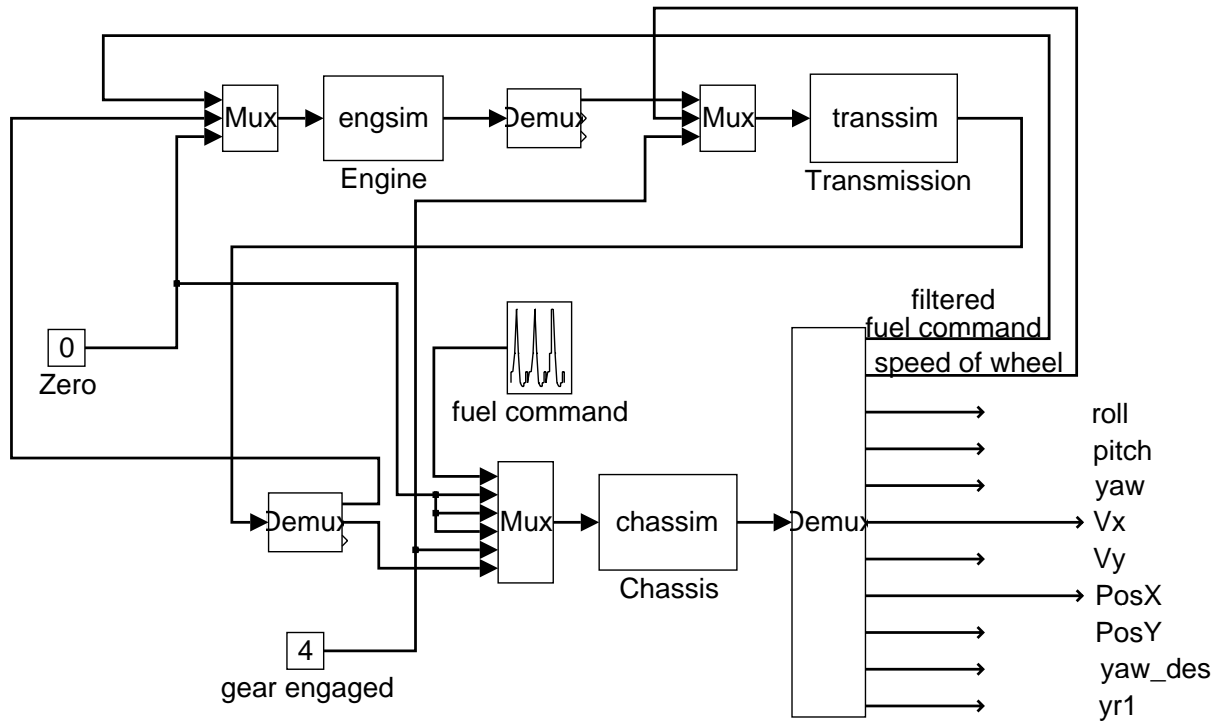 Mux
engsim
Demux
Mux
transsim
Engine
Transmission
filtered
fuel command
0
speed of wheel
Zero
fuel command
roll
pitch
yaw
Demux
Mux
chassim
Demux
Vx
Vy
Chassis
PosX
PosY
4
yaw_des
gear engaged
yr1